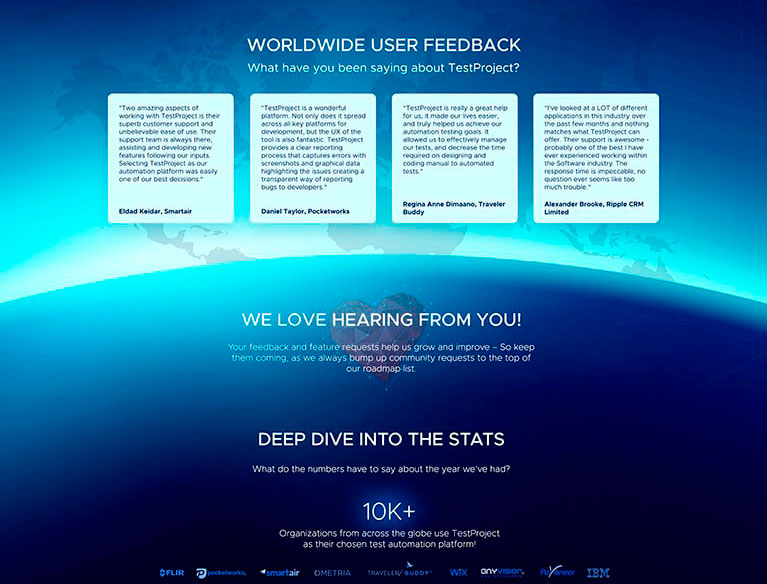 WORLDWIDE USER FEEDBACK
What have you been saying about TestProject?
"Two amazing aspects of
working with TestProject is their
superb customer support and
unbelievable ease of use. Their
support team is always there,
assisting and developing new
features following our inputs.
Selecting TestProject as our
automation platform was easily
one of our best decisions."
Eldad Keidar, Smartair
"TestProject is a wonderful
platform. Not only does it spread
across all key platforms for
development, but the UX of the
tool is also fantastic. TestProject
provides a clear reporting
process that captures errors with
screenshots and graphical data
highlighting the issues creating a
transparent way of reporting
bugs to developers."
Daniel Taylor, Pocketworks
"TestProject is really a great help
for us, it made our lives easier,
and truly helped us achieve our
automation testing goals. It
allowed us to effectively manage
our tests, and decrease the time
required on designing and
coding manual to automated
tests."
Regina Anne Dimaano, Traveler
Buddy
"I've looked at a LOT of different
applications in this industry over
the past few months and nothing
matches what TestProject can
offer. Their support is awesome -
probably one of the best I have
ever experienced working within
the Software industry. The
response time is impeccable, no
question ever seems like too
much trouble."
Alexander Brooke, Ripple CRM
Limited
WE LOVE HEARING FROM YOU!
Your feedback and feature requests help us grow and improve – So keep
them coming, as we always bump up community requests to the top of
our roadmap list.
DEEP DIVE INTO THE STATS
What do the numbers have to say about the year we've had?
10K+
Organizations from across the globe use TestProject
as their chosen test automation platform!
FLIR pocketworks. smartair OMETRIA TRAVELER BUDDY WIX anyvision. IBM